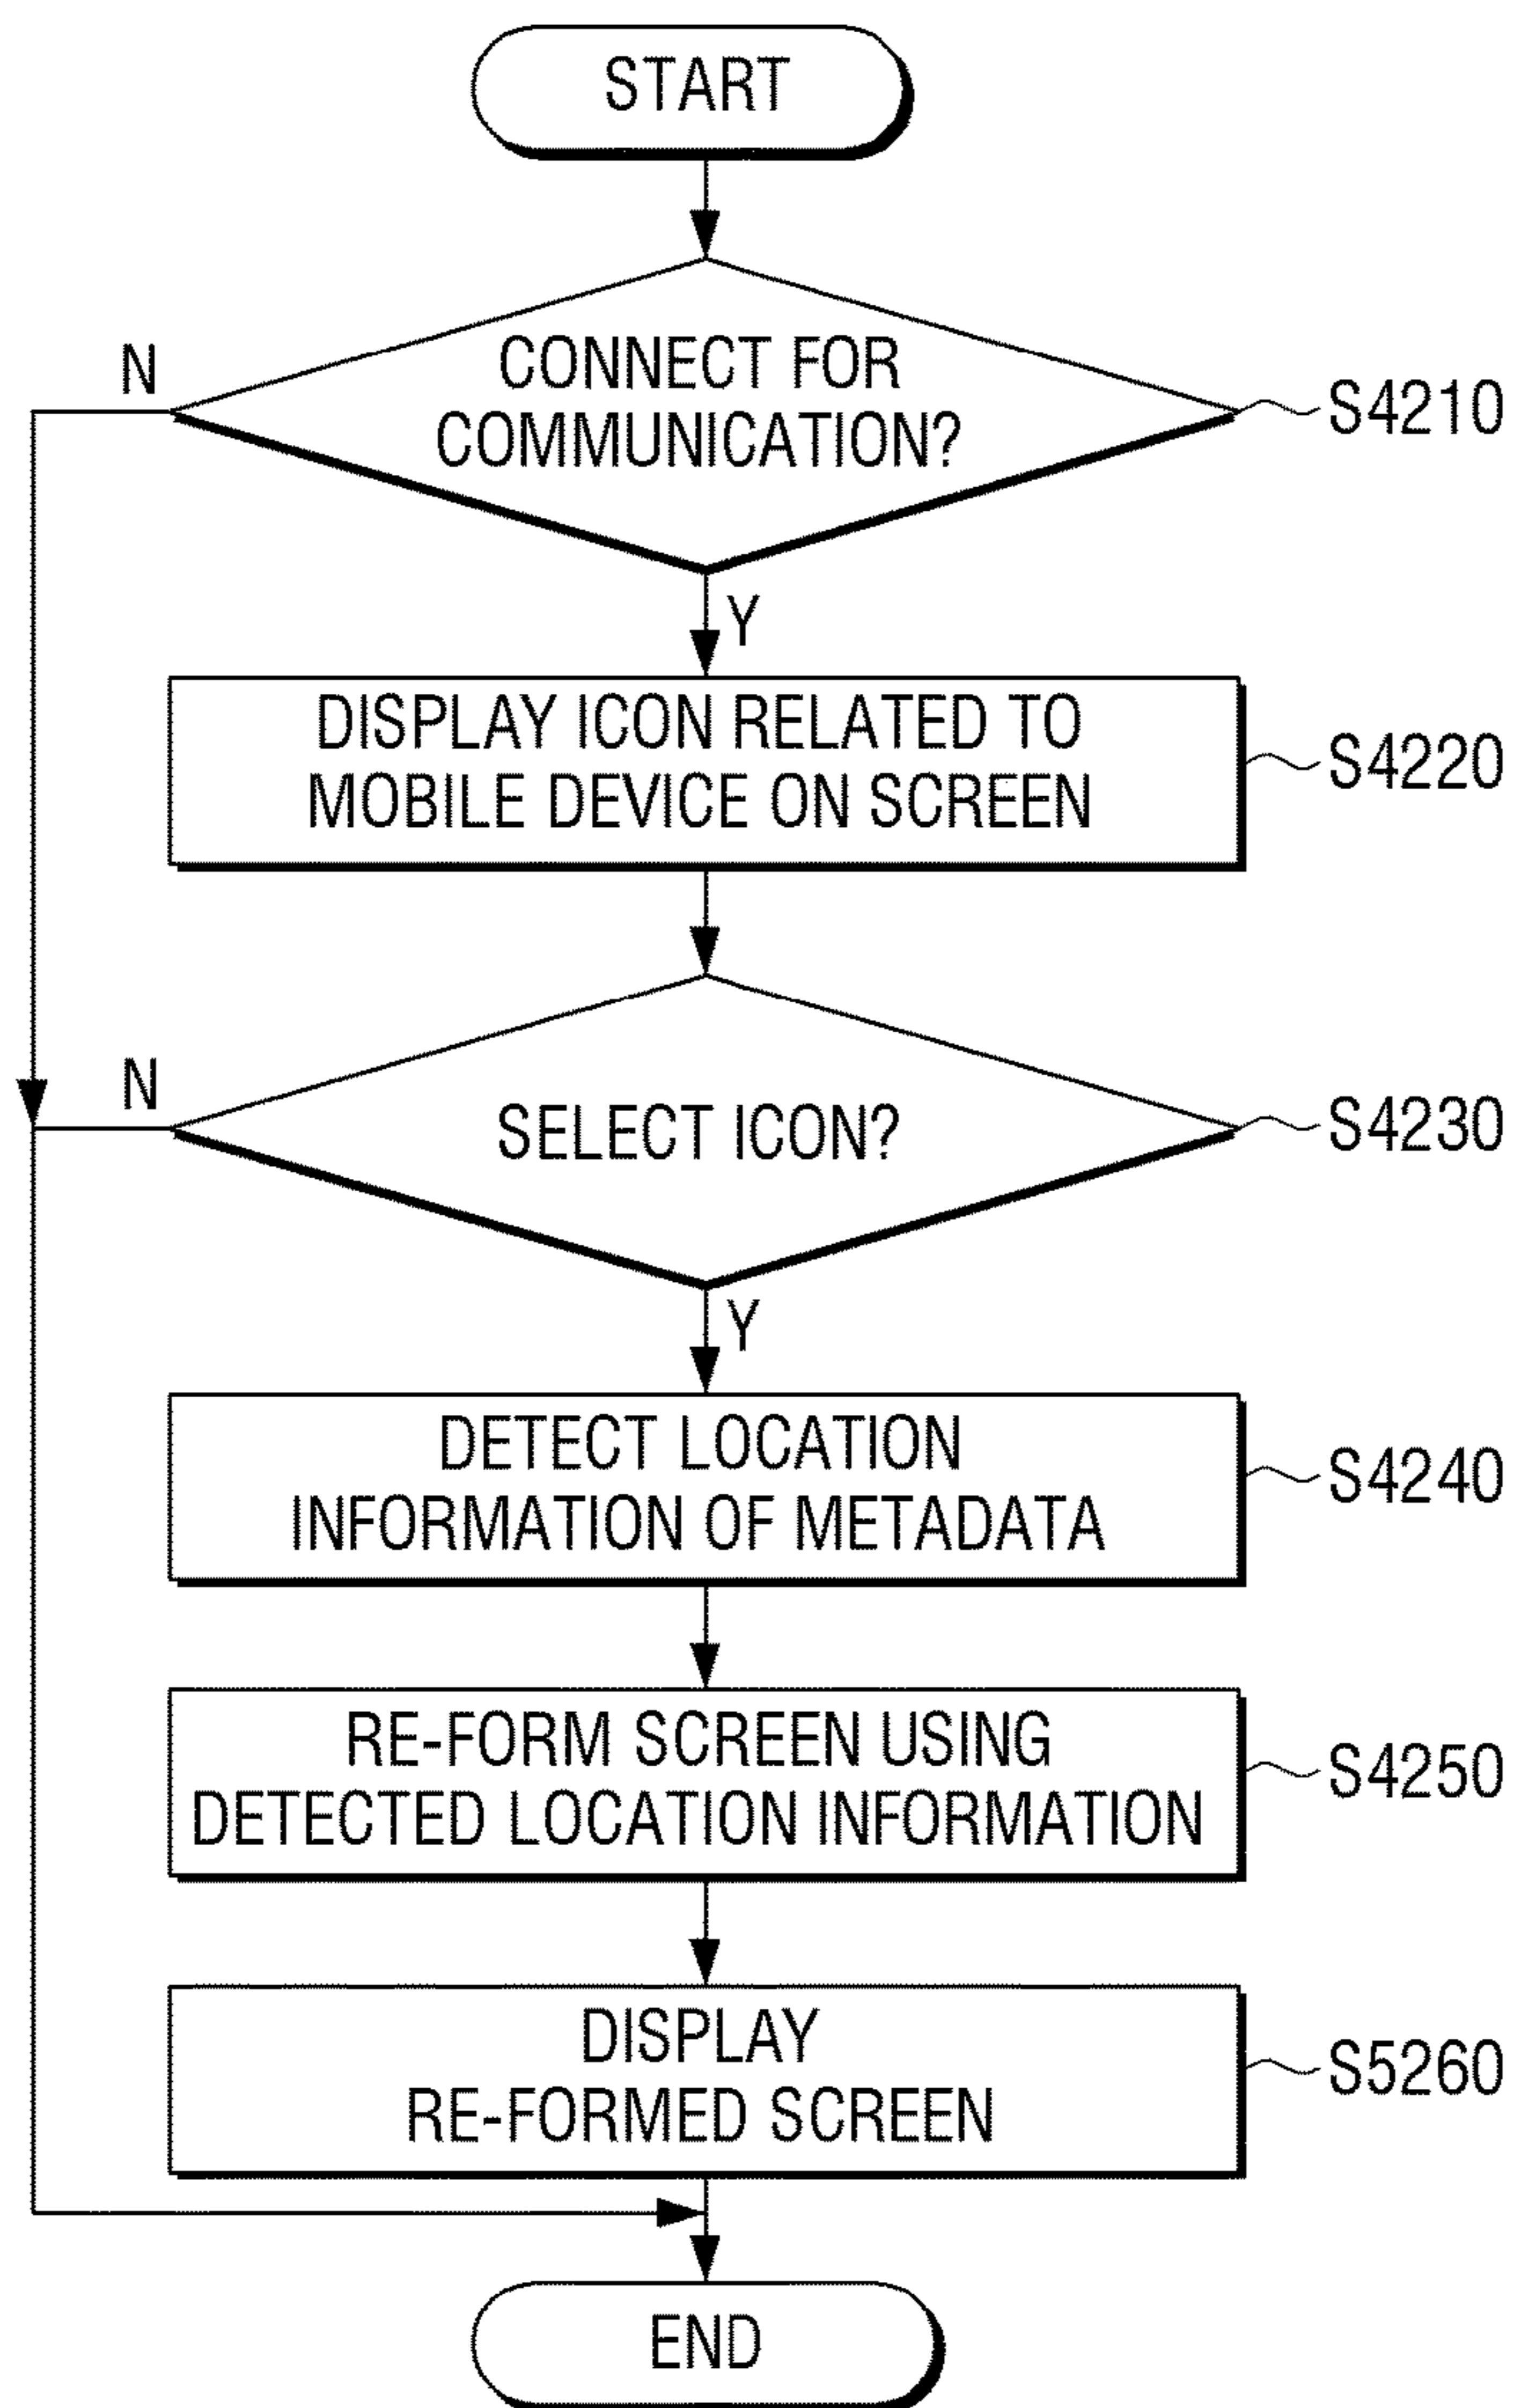 START
CONNECT FOR
COMMUNICATION?
N
S4210
Y
DISPLAY ICON RELATED TO
MOBILE DEVICE ON SCREEN
S4220
N
SELECT ICON?
S4230
Y
DETECT LOCATION
INFORMATION OF METADATA
S4240
RE-FORM SCREEN USING
DETECTED LOCATION INFORMATION
S4250
DISPLAY
RE-FORMED SCREEN
S5260
END